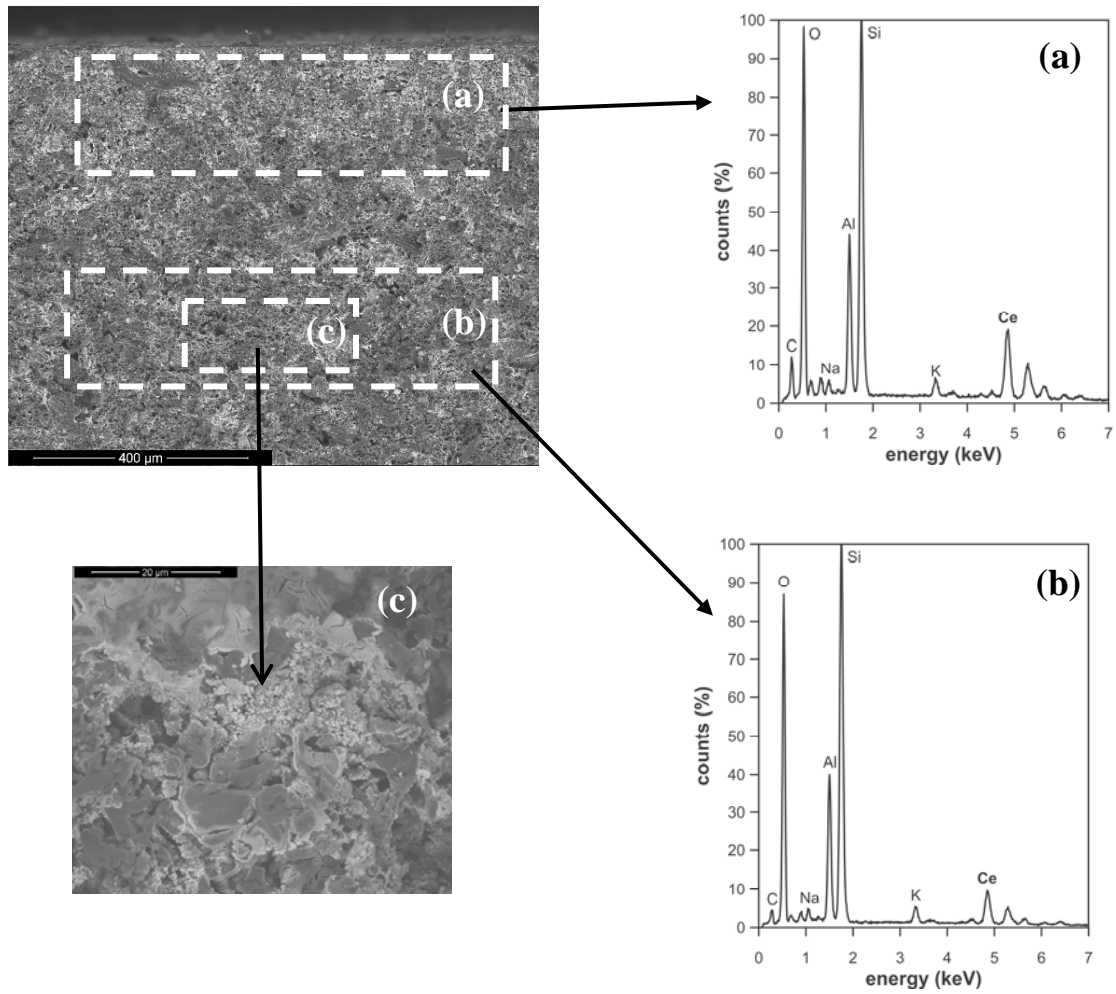 (a)
(b)
(c)
400 µm
20 µm
(c)
(a)
O
Si
Al
C
Na
K
Ce
100
90
80
70
60
50
40
30
20
10
0
counts (%)
0 1 2 3 4 5 6 7
energy (keV)
(b)
O
Si
Al
C
Na
K
Ce
100
90
80
70
60
50
40
30
20
10
0
counts (%)
0 1 2 3 4 5 6 7
energy (keV)